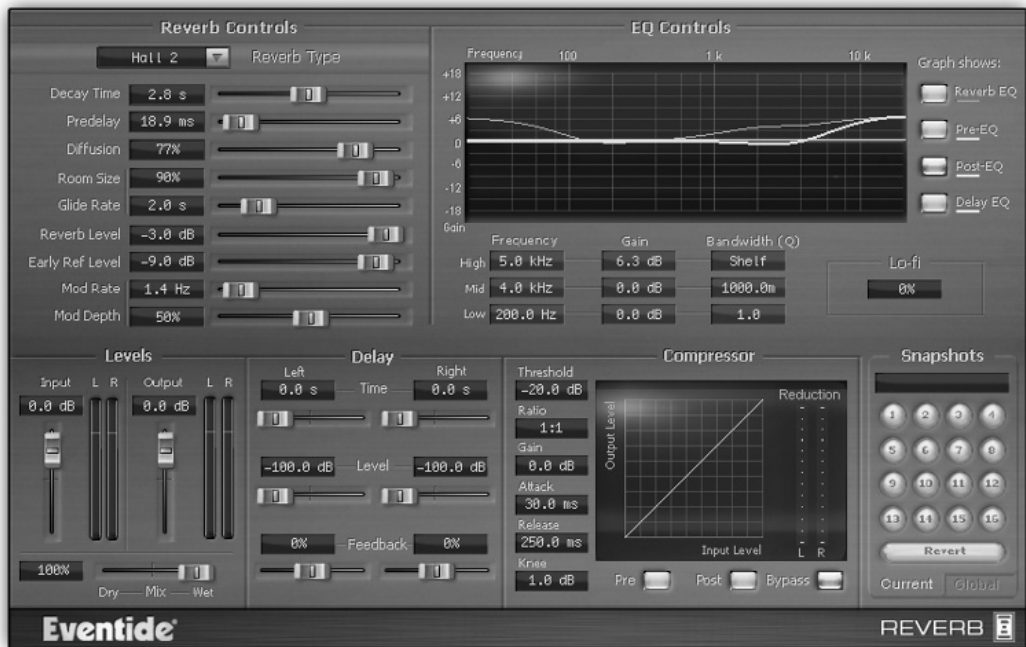 Reverb Controls
Hall 2 Reverb Type
Decay Time 2.8 s
Predelay 18.9 ms
Diffusion 77%
Room Size 90%
Glide Rate 2.0 s
Reverb Level -3.0 dB
Early Ref Level -9.0 dB
Mod Rate 1.4 Hz
Mod Depth 50%
EQ Controls
Frequency 100 1 k 10 k
+18
+12
+6
0
-6
-12
-18
Gain
Graph shows:
Reverb EQ
Pre-EQ
Post-EQ
Delay EQ
Frequency Gain Bandwidth (Q)
High 5.0 kHz 6.3 dB Shelf
Mid 4.0 kHz 0.0 dB 1000.0m
Low 200.0 Hz 0.0 dB 1.0
Lo-fi
0%
Levels
Input L R Output L R
0.0 dB 0.0 dB
100%
Dry Mix Wet
Delay
Left Right
0.0 s Time 0.0 s
-100.0 dB Level -100.0 dB
0% Feedback 0%
Compressor
Threshold
-20.0 dB
Ratio
1:1
Gain
0.0 dB
Attack
30.0 ms
Release
250.0 ms
Knee
1.0 dB
Output Level
Input Level
Reduction
L R
Pre Post Bypass
Snapshots
1 2 3 4
5 6 7 8
9 10 11 12
13 14 15 16
Revert
Current Global
Eventide®
REVERB